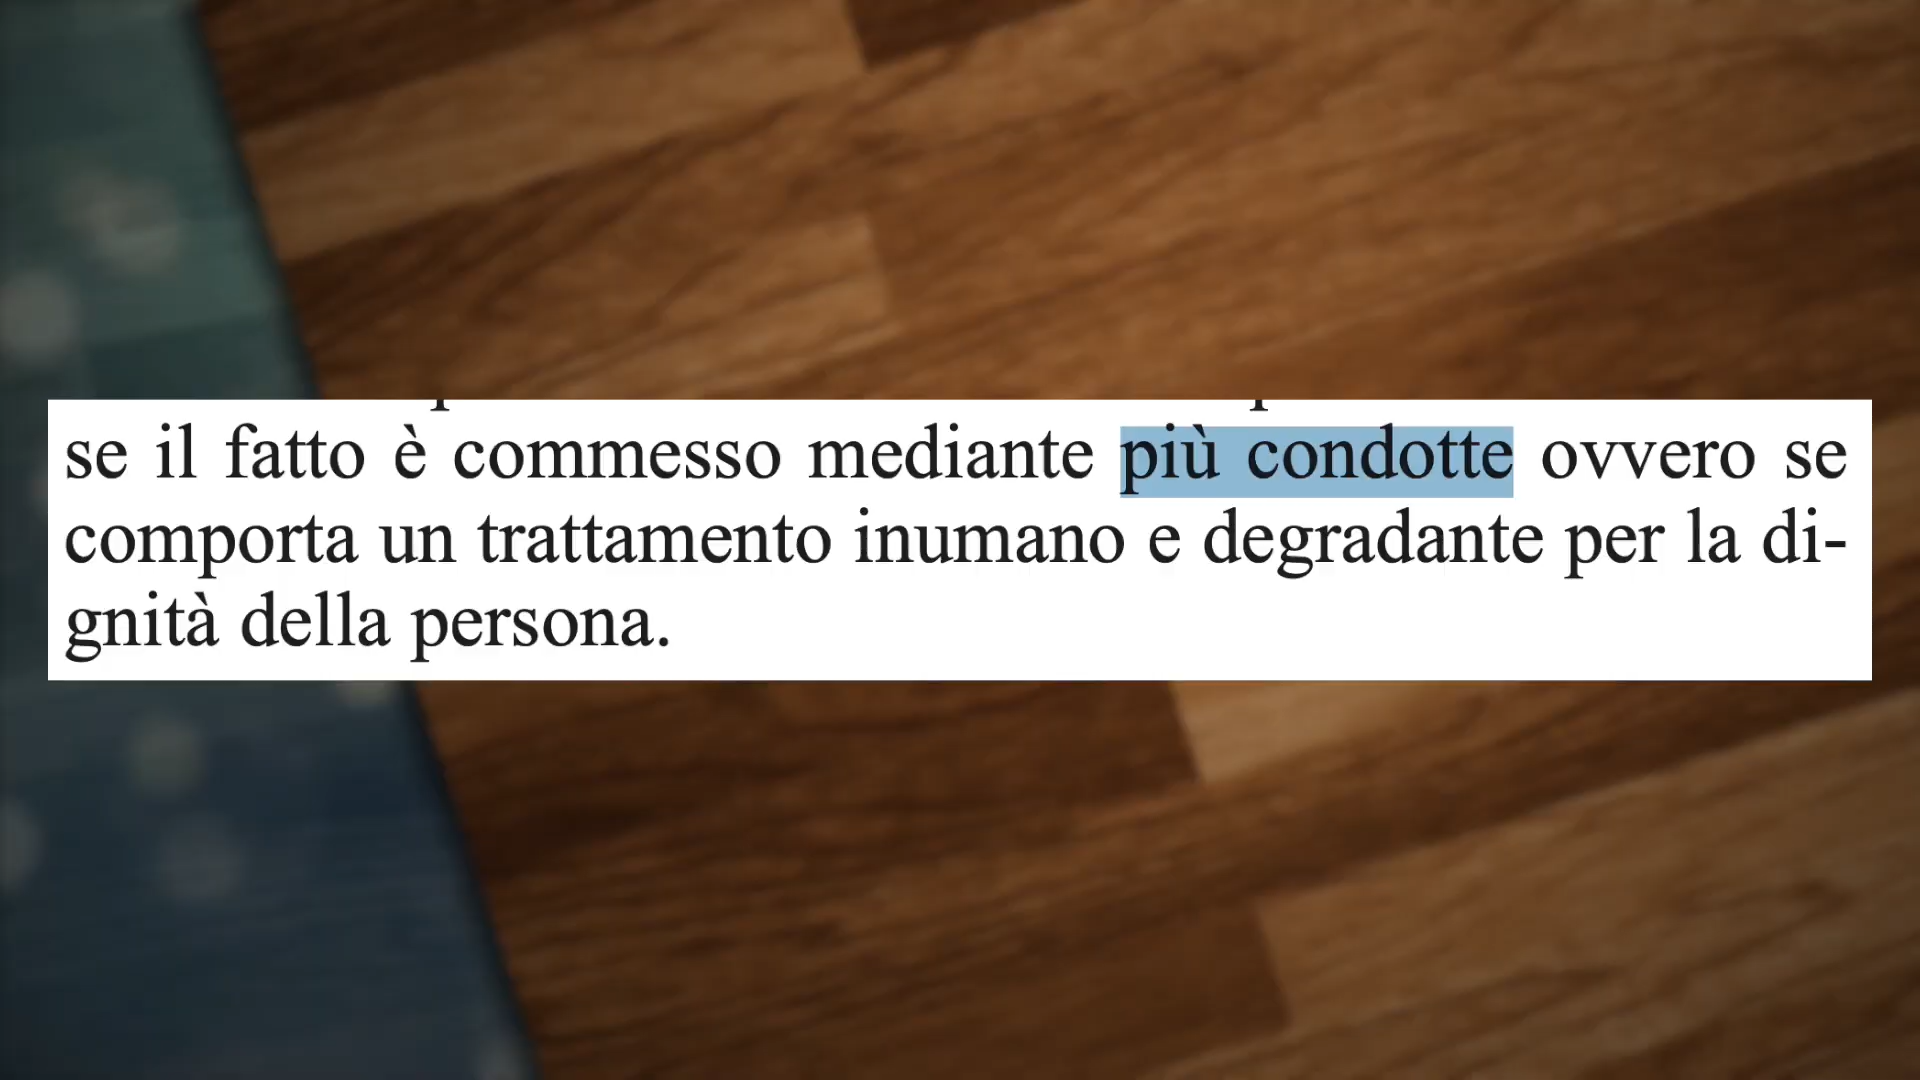 se il fatto è commesso mediante più condotte ovvero se
comporta un trattamento inumano e degradante per la di-
gnità della persona.